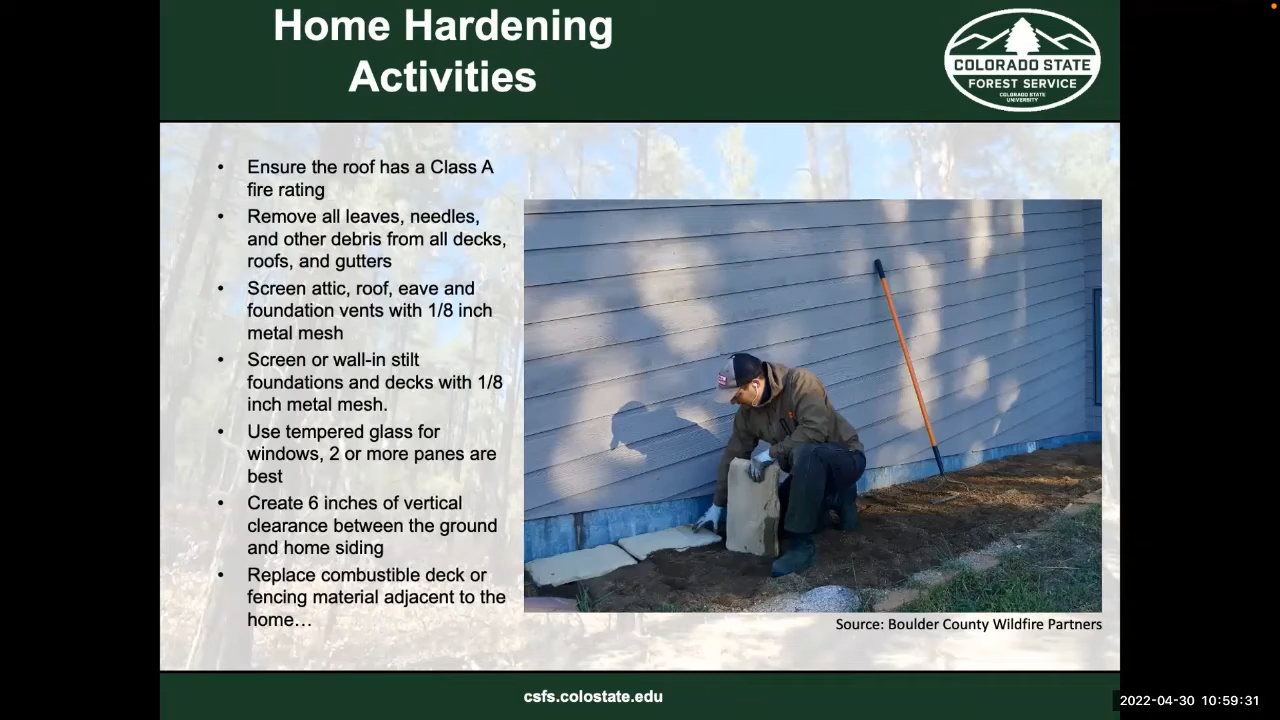 Home Hardening
Activities
COLORADO STATE
FOREST SERVICE
COLORADO STATE
UNIVERSITY
• Ensure the roof has a Class A
fire rating
• Remove all leaves, needles,
and other debris from all decks,
roofs, and gutters
• Screen attic, roof, eave and
foundation vents with 1/8 inch
metal mesh
• Screen or wall-in stilt
foundations and decks with 1/8
inch metal mesh.
• Use tempered glass for
windows, 2 or more panes are
best
• Create 6 inches of vertical
clearance between the ground
and home siding
• Replace combustible deck or
fencing material adjacent to the
home…
Source: Boulder County Wildfire Partners
csfs.colostate.edu
2022-04-30 10:59:31